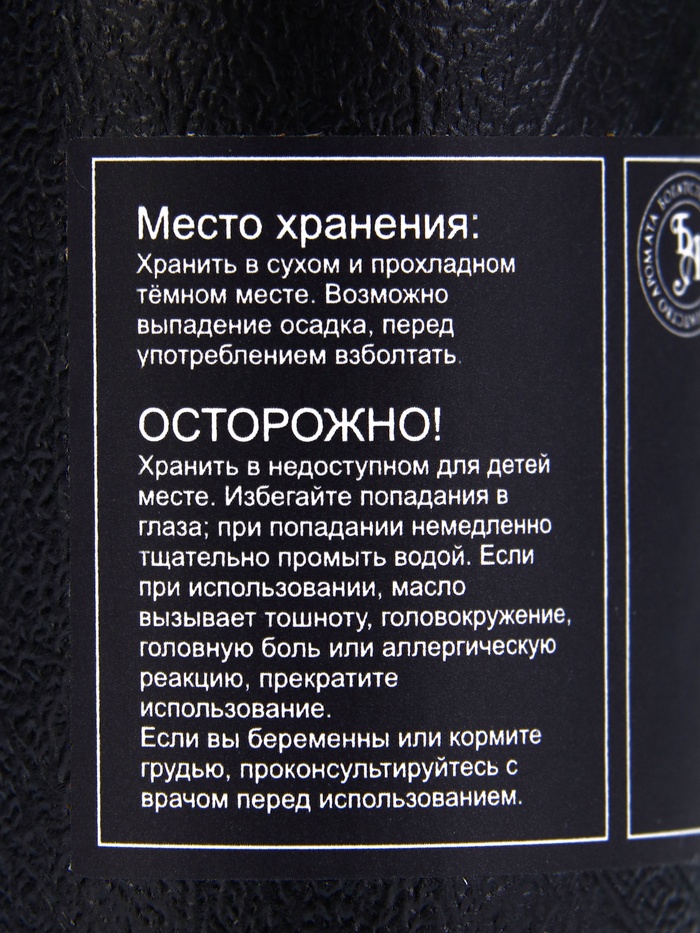 Место хранения:
Хранить в сухом и прохладном
тёмном месте. Возможно
выпадение осадка, перед
употреблением взболтать.
ОСТОРОЖНО!
Хранить в недоступном для детей
месте. Избегайте попадания в
глаза; при попадании немедленно
тщательно промыть водой. Если
при использовании, масло
вызывает тошноту, головокружение,
головную боль или аллергическую
реакцию, прекратите
использование.
Если вы беременны или кормите
грудью, проконсультируйтесь с
врачом перед использованием.
АРОМАТА